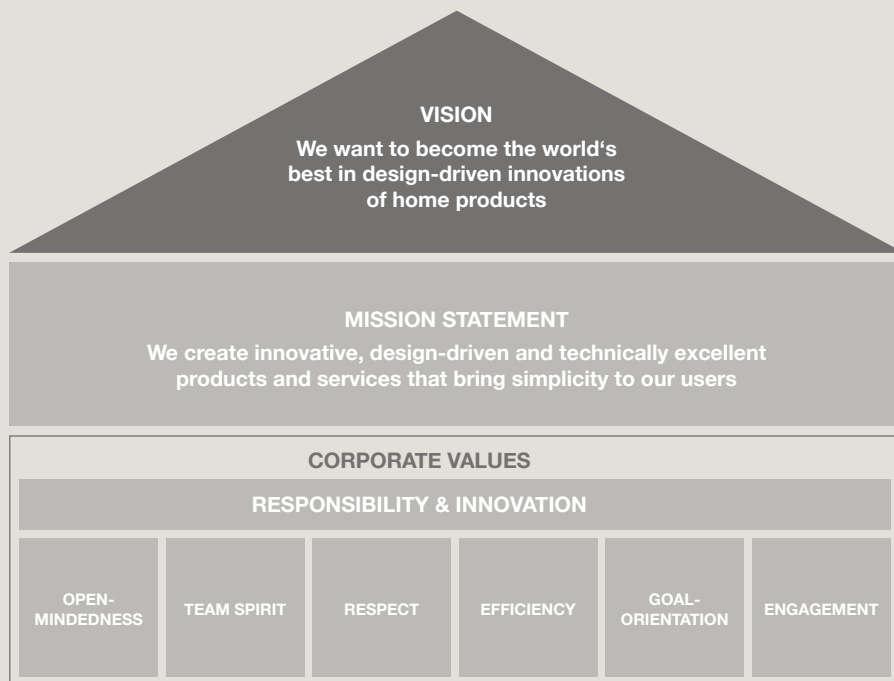 VISION
We want to become the world‘s
best in design-driven innovations
of home products
MISSION STATEMENT
We create innovative, design-driven and technically excellent
products and services that bring simplicity to our users
CORPORATE VALUES
RESPONSIBILITY & INNOVATION
OPEN-
MINDEDNESS
TEAM SPIRIT
RESPECT
EFFICIENCY
GOAL-
ORIENTATION
ENGAGEMENT